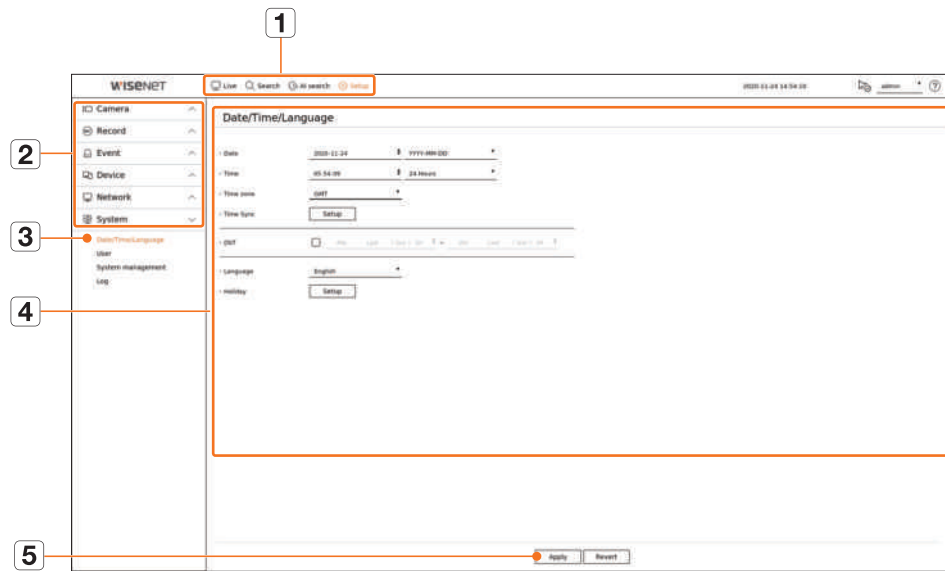 1
WISENET Live Search AI search Setup 2020-11-24 14:54:10 admin ?
Camera
Date/Time/Language
Record
2
Event
Date 2020-11-24 YYYY-MM-DD
Device
Time 05:54:09 24 Hours
Network
Time zone GMT
System
Time Sync Setup
3
Date/Time/Language
DST
User
System management
Language English
Log
Holiday Setup
4
5
Apply Revert